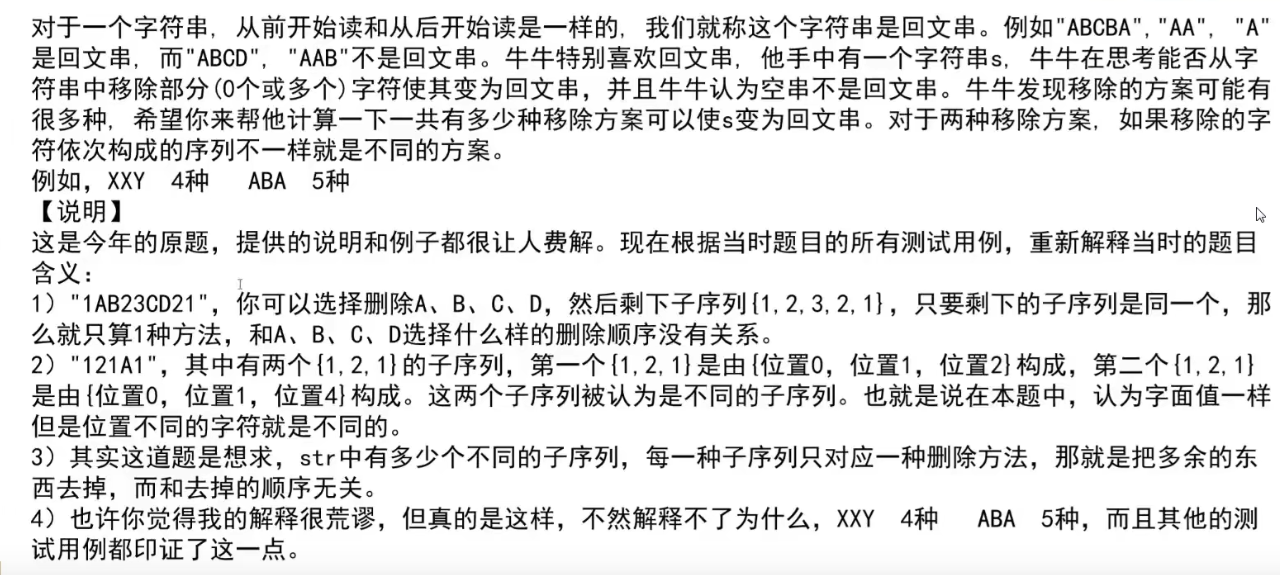 对于一个字符串, 从前开始读和从后开始读是一样的, 我们就称这个字符串是回文串。例如"ABCBA","AA", "A"
是回文串, 而"ABCD", "AAB"不是回文串。牛牛特别喜欢回文串, 他手中有一个字符串s, 牛牛在思考能否从字
符串中移除部分(0个或多个)字符使其变为回文串，并且牛牛认为空串不是回文串。牛牛发现移除的方案可能有
很多种, 希望你来帮他计算一下一共有多少种移除方案可以使s变为回文串。对于两种移除方案, 如果移除的字
符依次构成的序列不一样就是不同的方案。
例如，XXY 4种 ABA 5种
【说明】
这是今年的原题，提供的说明和例子都很让人费解。现在根据当时题目的所有测试用例，重新解释当时的题目
含义：
1）"1AB23CD21"，你可以选择删除A、B、C、D，然后剩下子序列{1,2,3,2,1}，只要剩下的子序列是同一个，那
么就只算1种方法，和A、B、C、D选择什么样的删除顺序没有关系。
2）"121A1"，其中有两个{1,2,1}的子序列，第一个{1,2,1}是由{位置0，位置1，位置2}构成，第二个{1,2,1}
是由{位置0，位置1，位置4}构成。这两个子序列被认为是不同的子序列。也就是说在本题中，认为字面值一样
但是位置不同的字符就是不同的。
3）其实这道题是想求，str中有多少个不同的子序列，每一种子序列只对应一种删除方法，那就是把多余的东
西去掉，而和去掉的顺序无关。
4）也许你觉得我的解释很荒谬，但真的是这样，不然解释不了为什么，XXY 4种 ABA 5种，而且其他的测
试用例都印证了这一点。